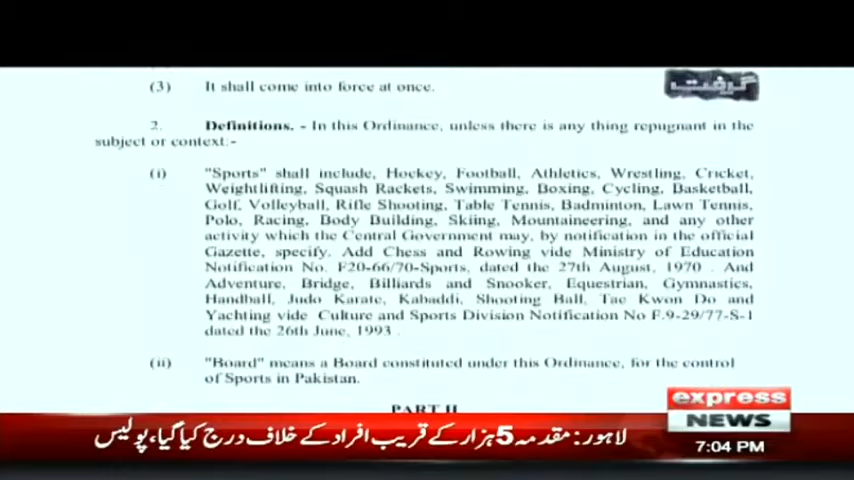 (3) It shall come into force at once.
گرفت
2. Definitions. - In this Ordinance, unless there is any thing repugnant in the
subject or context:-
(i) "Sports" shall include, Hockey, Football, Athletics, Wrestling, Cricket,
Weightlifting, Squash Rackets, Swimming, Boxing, Cycling, Basketball,
Golf, Volleyball, Rifle Shooting, Table Tennis, Badminton, Lawn Tennis,
Polo, Racing, Body Building, Skiing, Mountaineering, and any other
activity which the Central Government may, by notification in the official
Gazette, specify. Add Chess and Rowing vide Ministry of Education
Notification No. F20-66/70-Sports, dated the 27th August, 1970 . And
Adventure, Bridge, Billiards and Snooker, Equestrian, Gymnastics,
Handball, Judo Karate, Kabaddi, Shooting Ball, Tae Kwon Do and
Yachting vide Culture and Sports Division Notification No F.9-29/77-S-1
dated the 26th June, 1993 .
(ii) "Board" means a Board constituted under this Ordinance, for the control
of Sports in Pakistan.
PART II
express
NEWS
7:04 PM
لاہور: مقدمہ 5 ہزار کے قریب افراد کے خلاف درج کیا گیا، پولیس